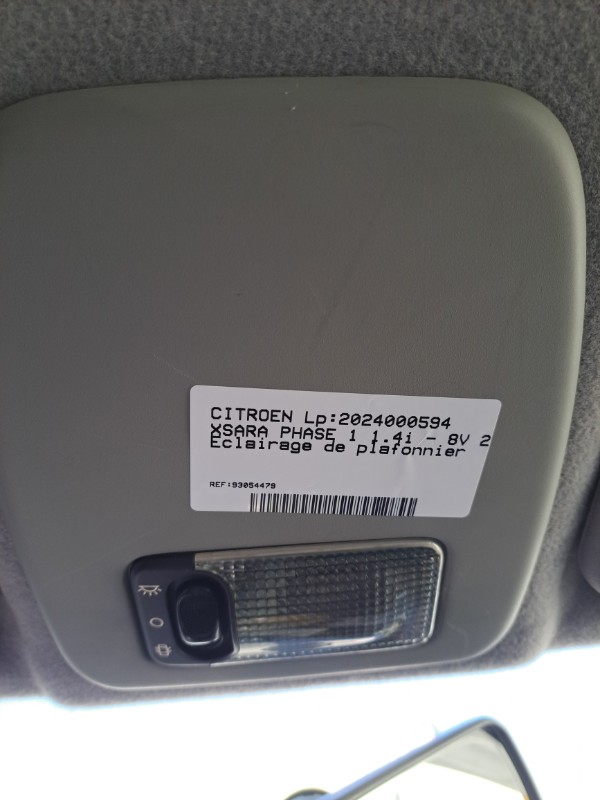 CITROEN Lp:2024000594
XSARA PHASE 1 1.4i - 8V 2
Eclairage de plafonnier
REF:93054479